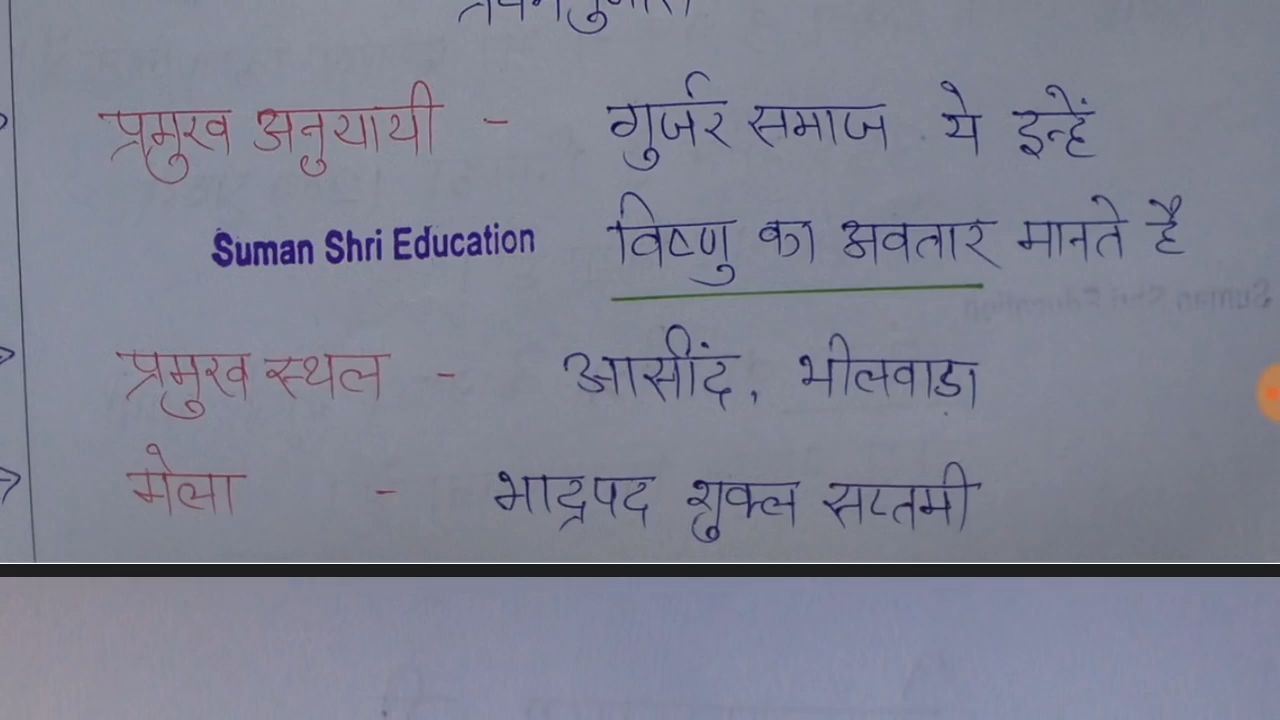 प्रमुख अनुयायी - गुर्जर समाज ये इन्हें
Suman Shri Education विष्णु का अवतार मानते है
प्रमुख स्थल - आसींद, भीलवाड़ा
मेला - भाद्रपद शुक्ल सप्तमी